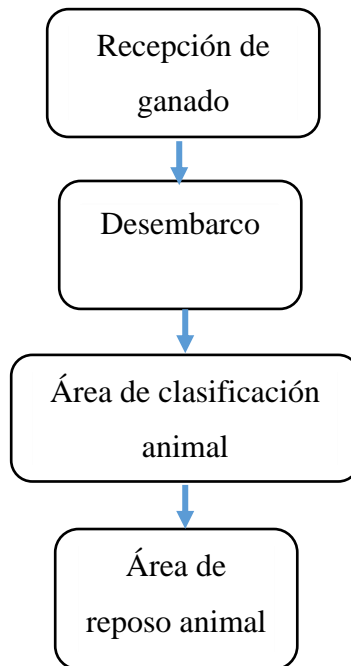 Recepción de
ganado
Desembarco
Área de clasificación
animal
Área de
reposo animal